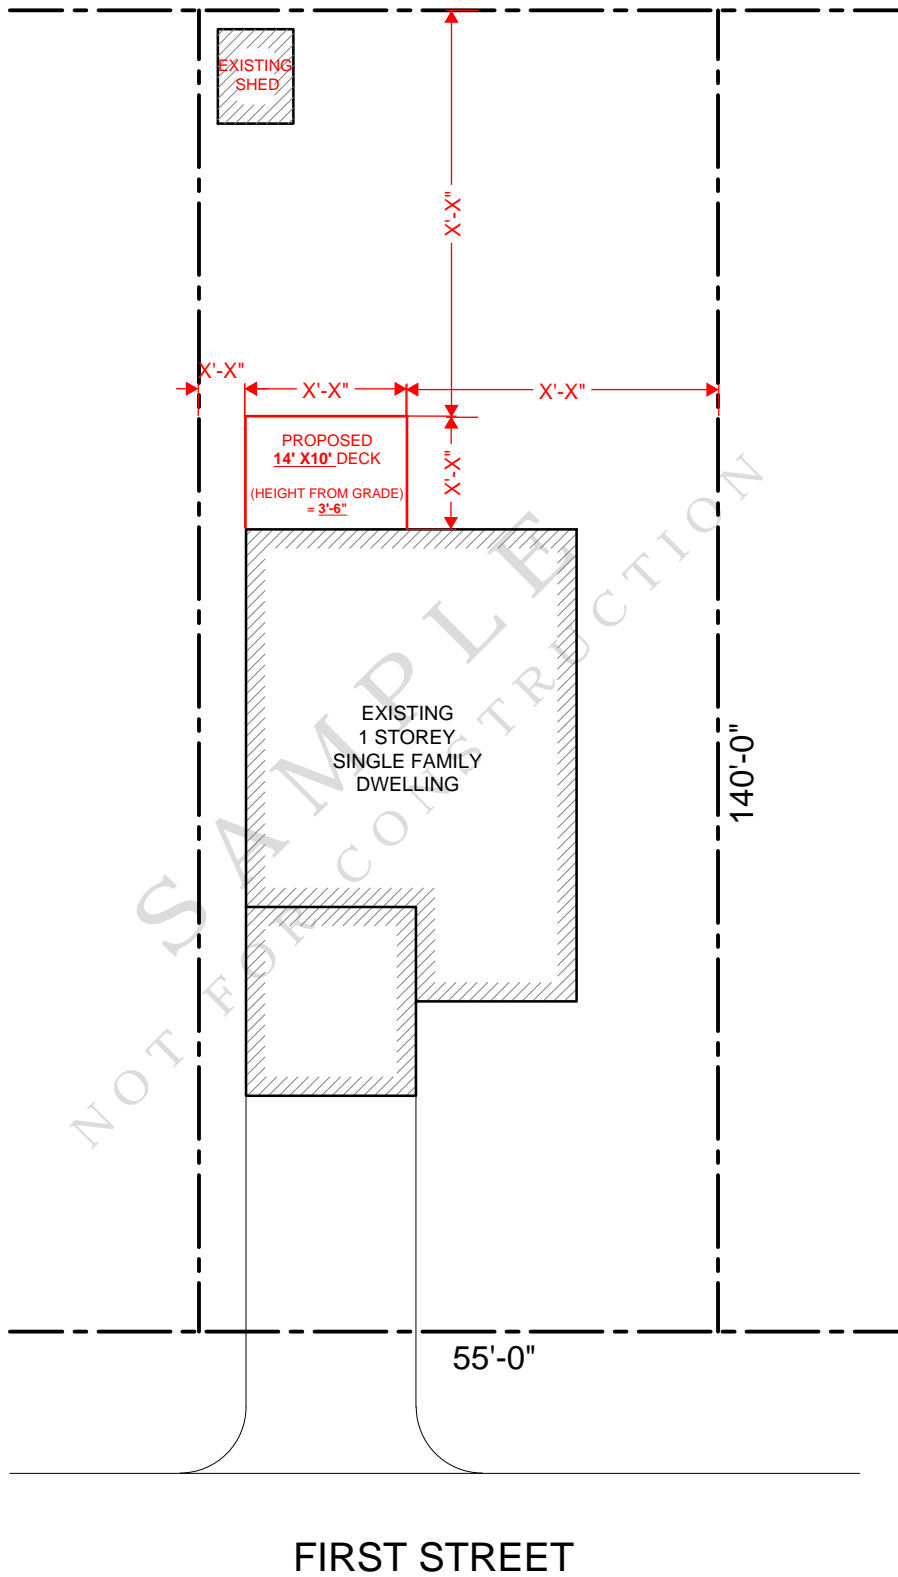 EXISTING
SHED
X'-X"
X'-X"
X'-X"
X'-X"
PROPOSED
14' X10' DECK
(HEIGHT FROM GRADE)
= 3'-6"
X'-X"
EXISTING
1 STOREY
SINGLE FAMILY
DWELLING
SAMPLE
NOT FOR CONSTRUCTION
140'-0"
55'-0"
FIRST STREET